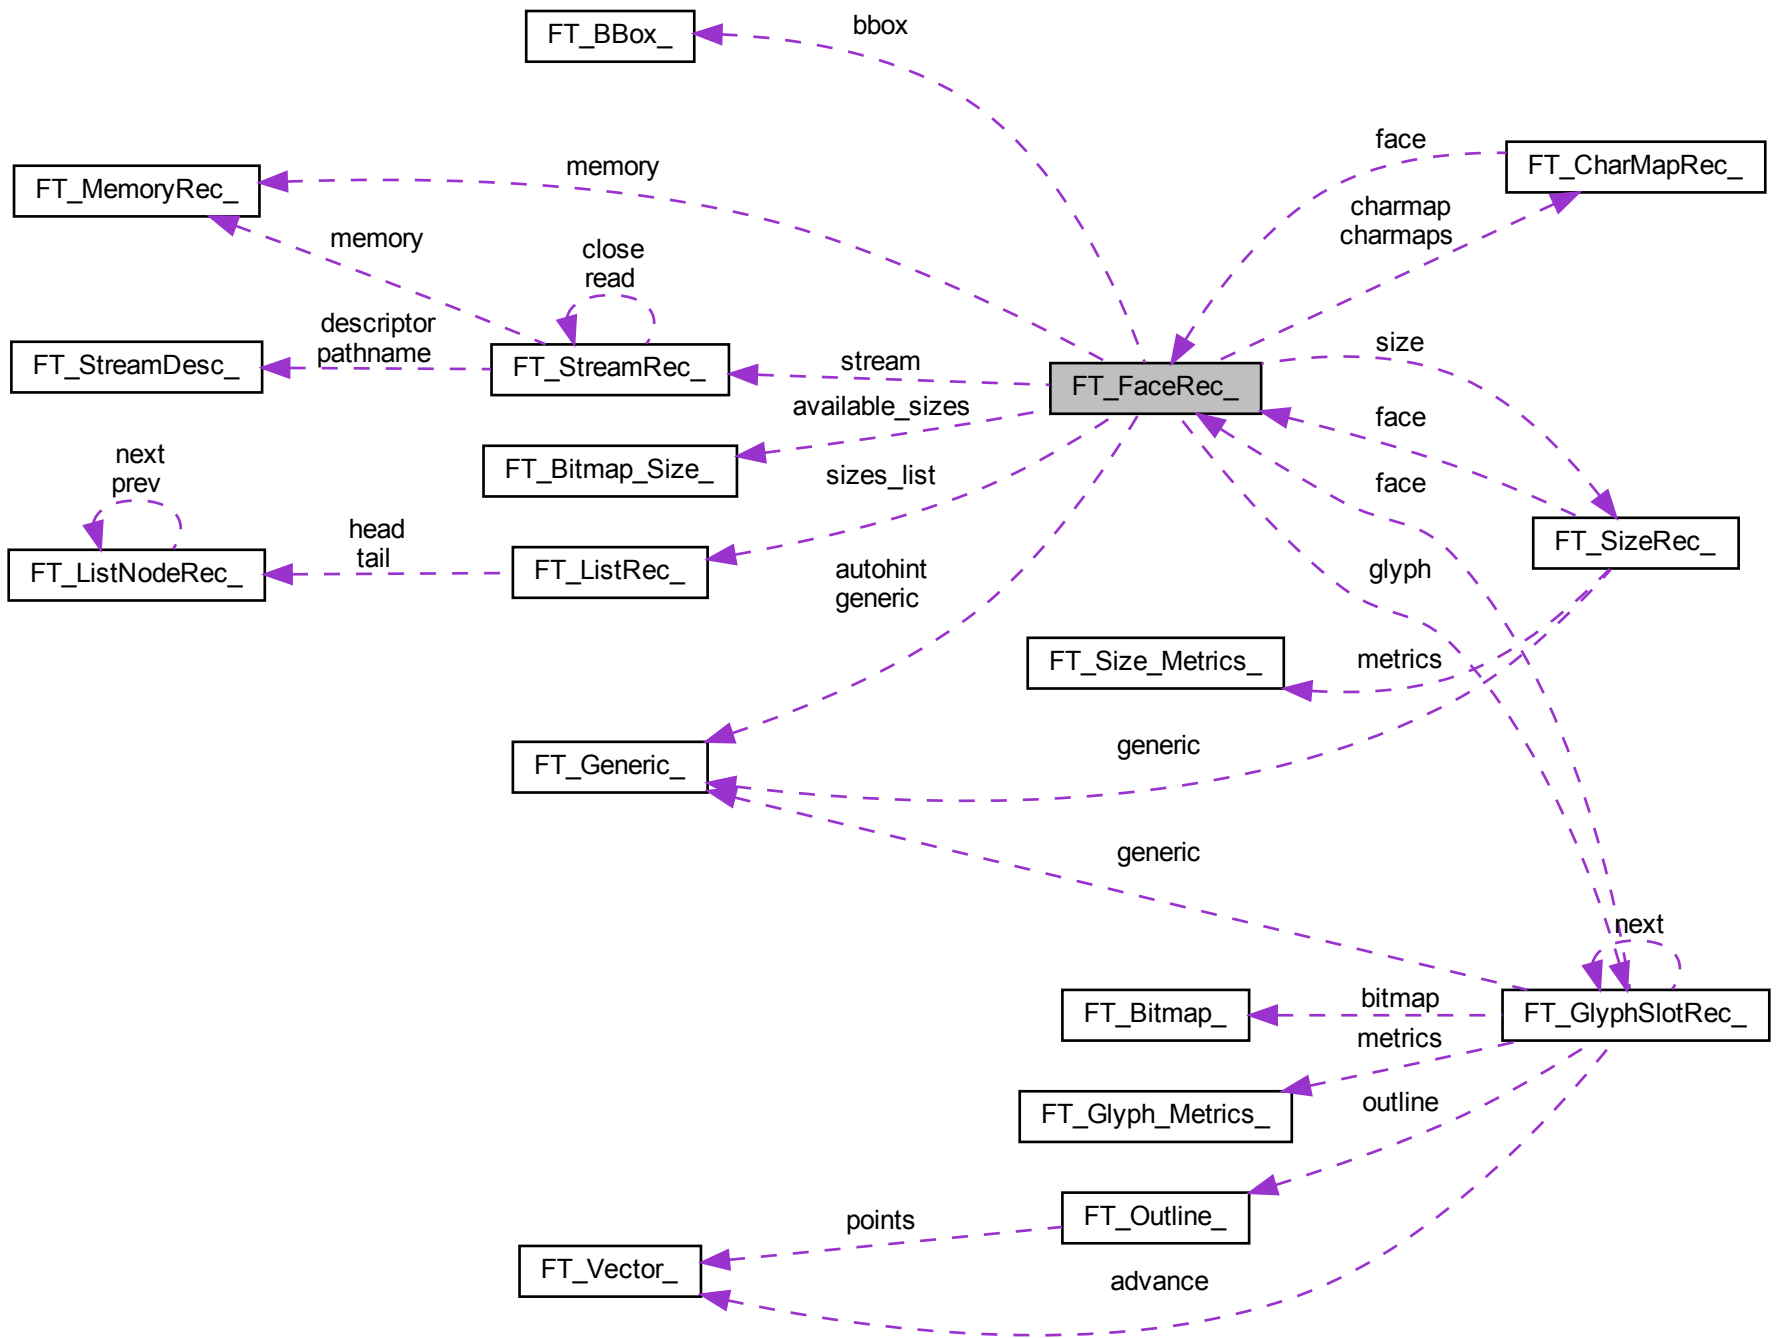 FT_BBox_
bbox
face
FT_CharMapRec_
memory
FT_MemoryRec_
charmap
charmaps
memory
close
read
descriptor
pathname
FT_StreamDesc_
FT_StreamRec_
stream
FT_FaceRec_
size
available_sizes
face
next
prev
FT_Bitmap_Size_
sizes_list
face
head
tail
FT_ListNodeRec_
FT_ListRec_
autohint
generic
glyph
FT_SizeRec_
FT_Size_Metrics_
metrics
FT_Generic_
generic
generic
next
bitmap
FT_Bitmap_
FT_GlyphSlotRec_
metrics
FT_Glyph_Metrics_
outline
points
FT_Outline_
FT_Vector_
advance